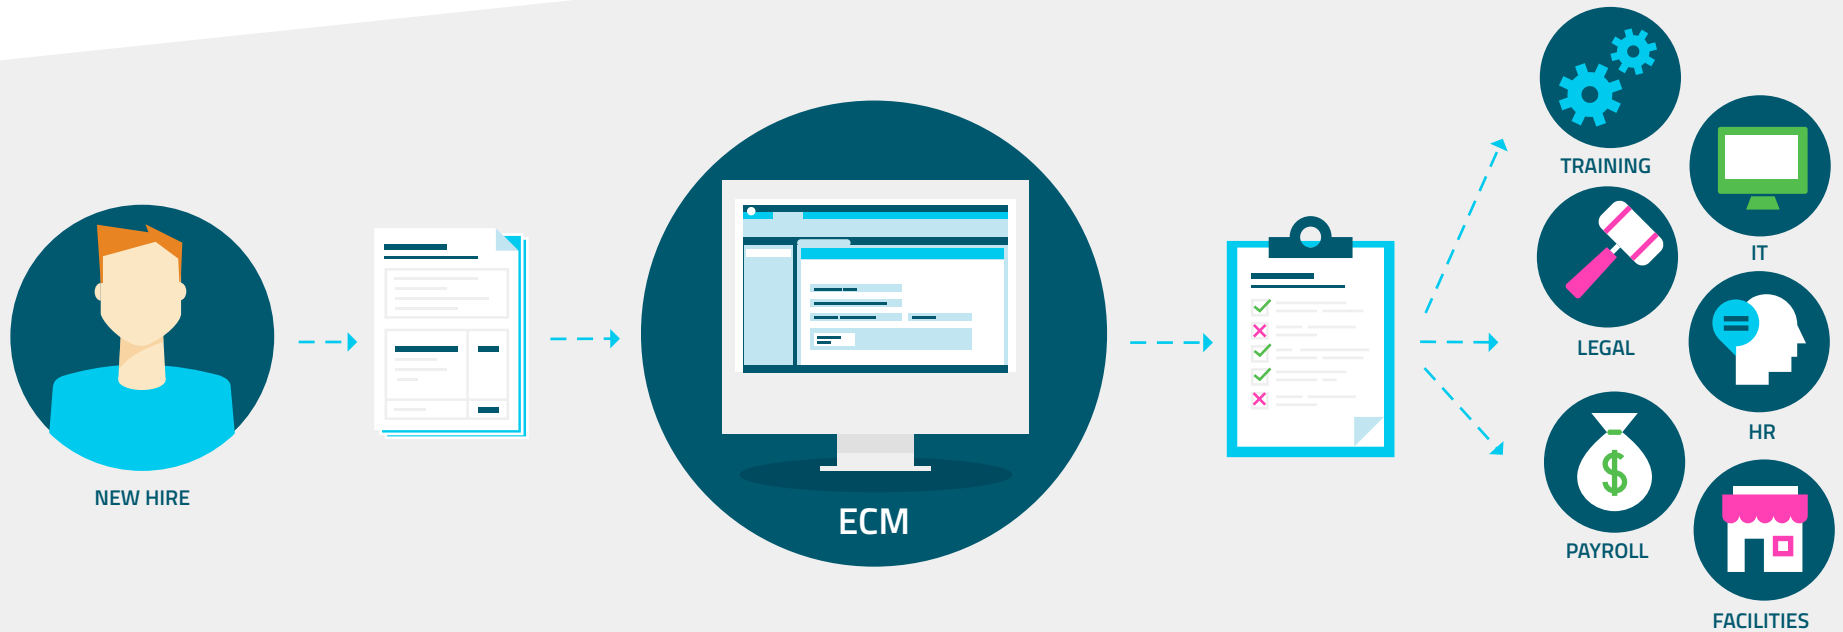 NEW HIRE
ECM
TRAINING
IT
LEGAL
HR
PAYROLL
FACILITIES